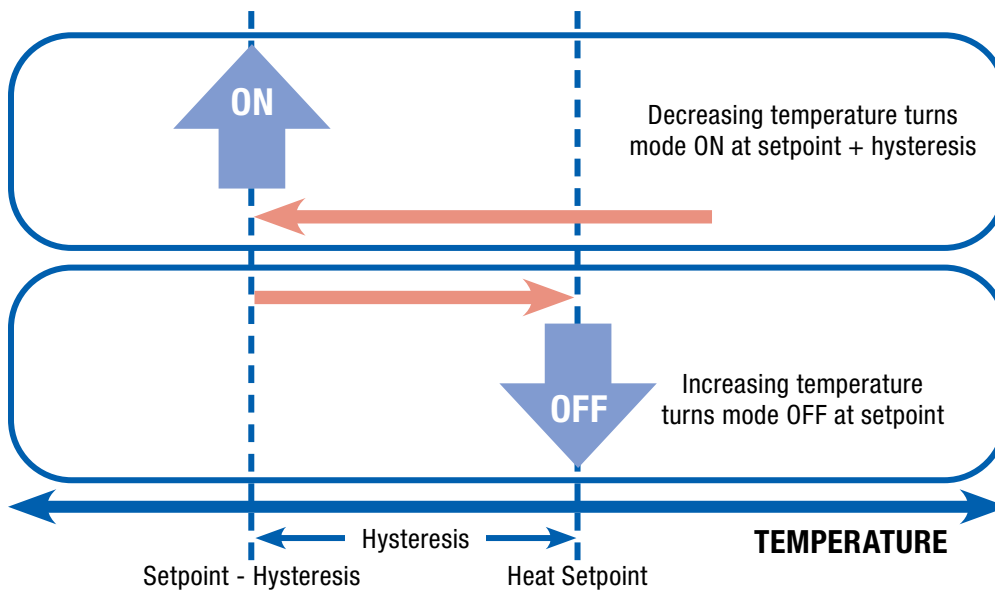 ON
Decreasing temperature turns
mode ON at setpoint + hysteresis
OFF
Increasing temperature
turns mode OFF at setpoint
Hysteresis
TEMPERATURE
Setpoint - Hysteresis
Heat Setpoint